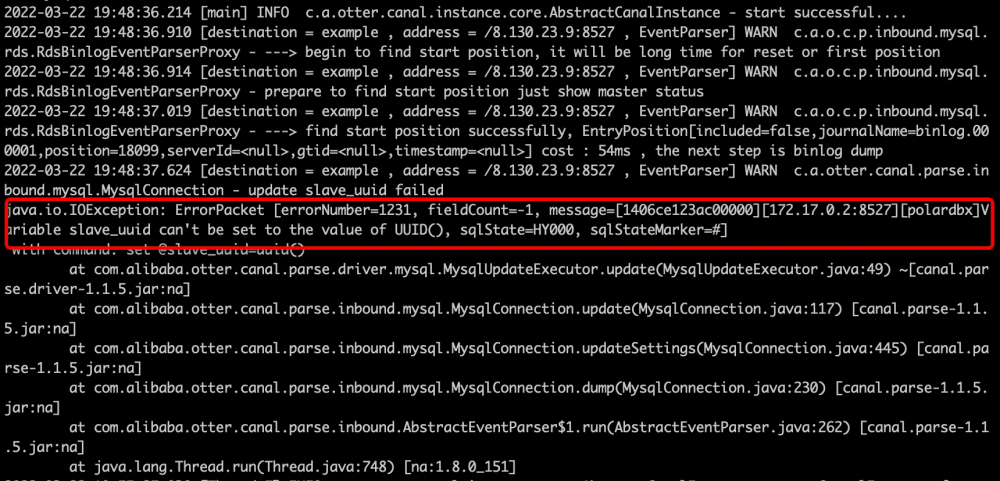 2022-03-22 19:48:36.214 [main] INFO  c.a.otter.canal.instance.core.AbstractCanalInstance - start successful....
2022-03-22 19:48:36.910 [destination = example , address = /8.130.23.9:8527 , EventParser] WARN  c.a.o.c.p.inbound.mysql.
rds.RdsBinlogEventParserProxy - ---> begin to find start position, it will be long time for reset or first position
2022-03-22 19:48:36.914 [destination = example , address = /8.130.23.9:8527 , EventParser] WARN  c.a.o.c.p.inbound.mysql.
rds.RdsBinlogEventParserProxy - prepare to find start position just show master status
2022-03-22 19:48:37.019 [destination = example , address = /8.130.23.9:8527 , EventParser] WARN  c.a.o.c.p.inbound.mysql.
rds.RdsBinlogEventParserProxy - ---> find start position successfully, EntryPosition[included=false,journalName=binlog.00
0001,position=18099,serverId=<null>,gtid=<null>,timestamp=<null>] cost : 54ms , the next step is binlog dump
2022-03-22 19:48:37.624 [destination = example , address = /8.130.23.9:8527 , EventParser] WARN  c.a.otter.canal.parse.in
bound.mysql.MysqlConnection - update slave_uuid failed
java.io.IOException: ErrorPacket [errorNumber=1231, fieldCount=-1, message=[1406ce123ac00000][172.17.0.2:8527][polardbx]V
ariable slave_uuid can't be set to the value of UUID(), sqlState=HY000, sqlStateMarker=#]
with command: set @slave_uuid=uuid()
at com.alibaba.otter.canal.parse.driver.mysql.MysqlUpdateExecutor.update(MysqlUpdateExecutor.java:49) ~[canal.par
se.driver-1.1.5.jar:na]
at com.alibaba.otter.canal.parse.inbound.mysql.MysqlConnection.update(MysqlConnection.java:117) [canal.parse-1.1.
5.jar:na]
at com.alibaba.otter.canal.parse.inbound.mysql.MysqlConnection.updateSettings(MysqlConnection.java:445) [canal.pa
rse-1.1.5.jar:na]
at com.alibaba.otter.canal.parse.inbound.mysql.MysqlConnection.dump(MysqlConnection.java:230) [canal.parse-1.1.5.
jar:na]
at com.alibaba.otter.canal.parse.inbound.AbstractEventParser$1.run(AbstractEventParser.java:262) [canal.parse-1.1
.5.jar:na]
at java.lang.Thread.run(Thread.java:748) [na:1.8.0_151]